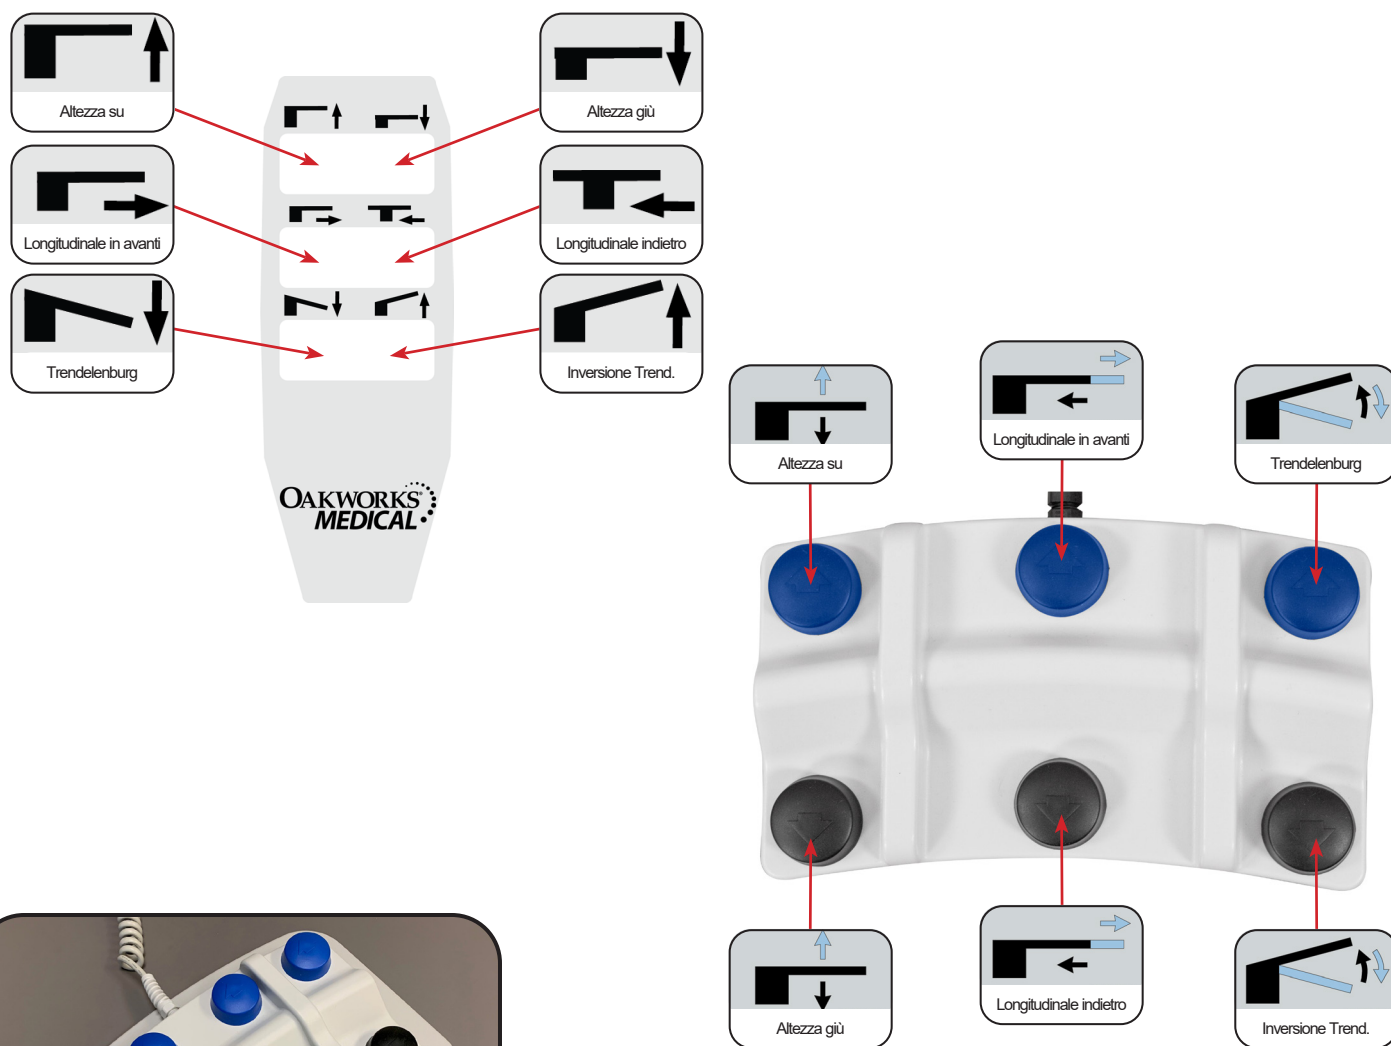 Altezza su
Altezza giù
Longitudinale in avanti
Longitudinale indietro
Trendelenburg
Inversione Trend.
OAKWORKS®
MEDICAL
Altezza su
Longitudinale in avanti
Trendelenburg
Altezza giù
Longitudinale indietro
Inversione Trend.